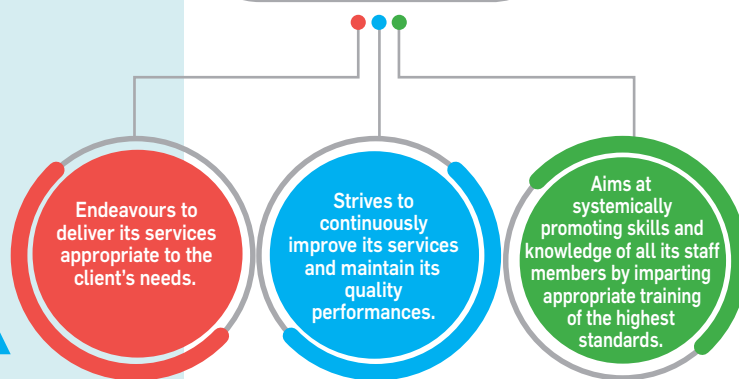 Endeavours to
deliver its services
appropriate to the
client's needs.
Strives to
continuously
improve its services
and maintain its
quality
performances.
Aims at
systemically
promoting skills and
knowledge of all its staff
members by imparting
appropriate training
of the highest
standards.